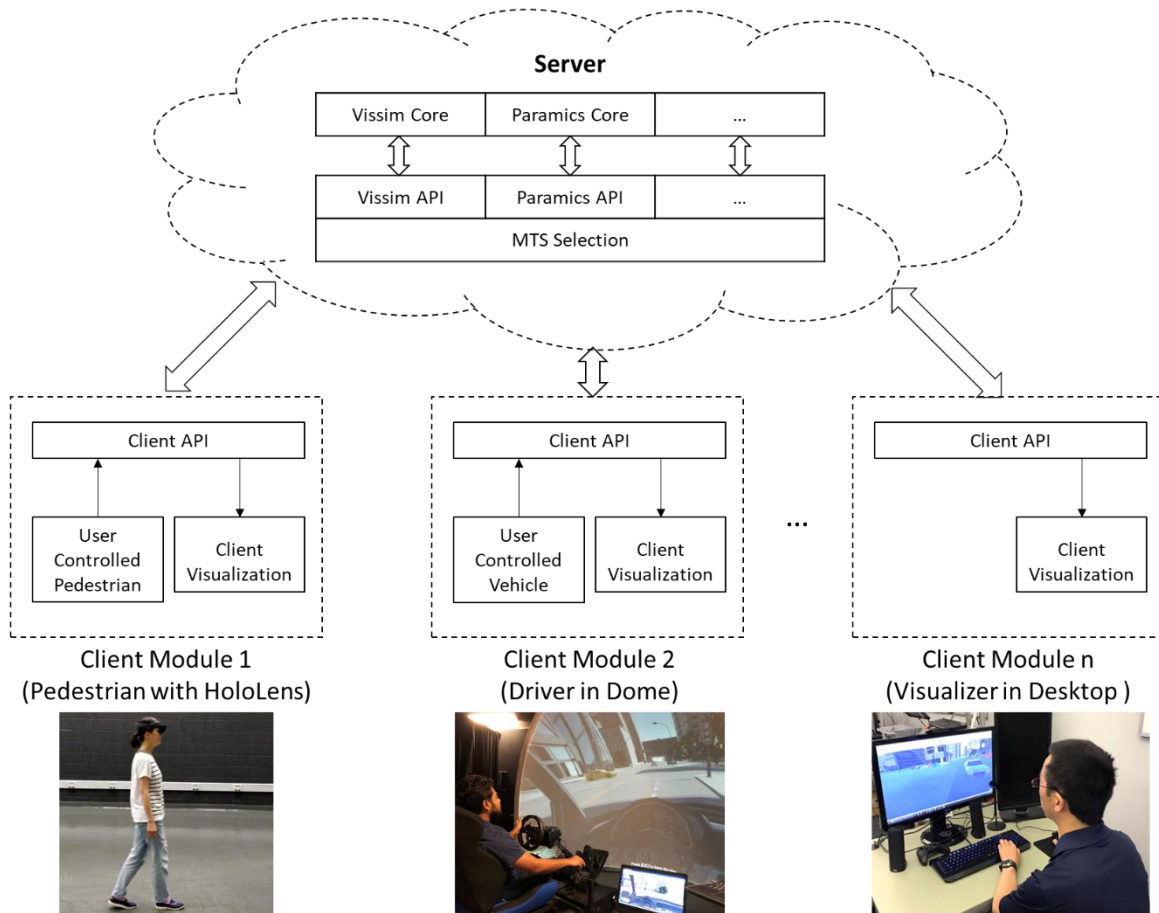 Server
Vissim Core
Paramics Core
...
Vissim API
Paramics API
...
MTS Selection
Client API
User
Controlled
Pedestrian
Client
Visualization
Client Module 1
(Pedestrian with HoloLens)
Client API
User
Controlled
Vehicle
Client
Visualization
Client Module 2
(Driver in Dome)
...
Client API
Client
Visualization
Client Module n
(Visualizer in Desktop )